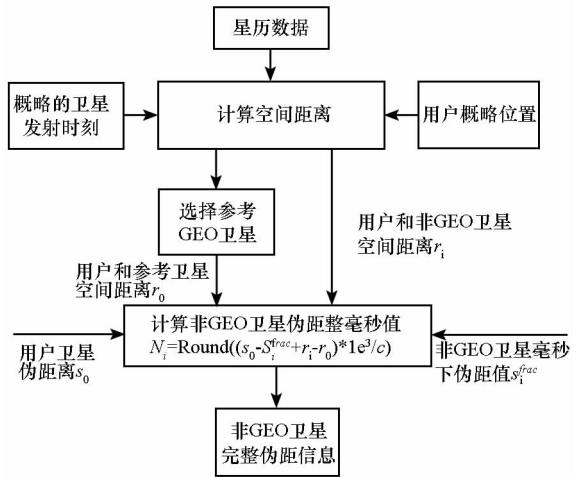 星历数据
概略的卫星
发射时刻
计算空间距离
用户概略位置
选择参考
GEO卫星
用户和非GEO卫星
空间距离rᵢ
用户和参考卫星
空间距离r₀
计算非GEO卫星伪距整毫秒值
Nᵢ=Round((s₀-Sᵢᶠʳᵃᶜ+rᵢ-r₀)*1e³/c)
用户卫星
伪距离s₀
非GEO卫星毫秒
下伪距值sᵢᶠʳᵃᶜ
非GEO卫星
完整伪距信息